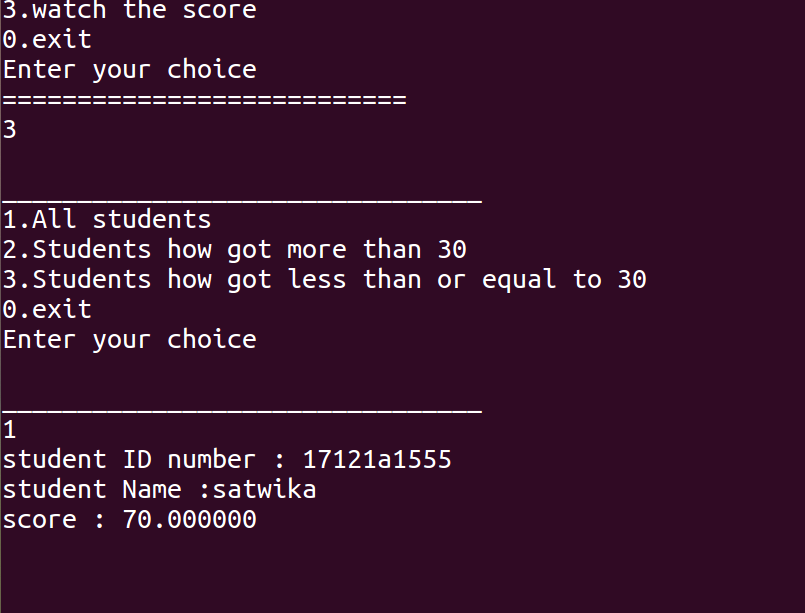 3.watch the score
0.exit
Enter your choice
===========================
3
________________________________
1.All students
2.Students how got more than 30
3.Students how got less than or equal to 30
0.exit
Enter your choice
________________________________
1
student ID number : 17121a1555
student Name :satwika
score : 70.000000